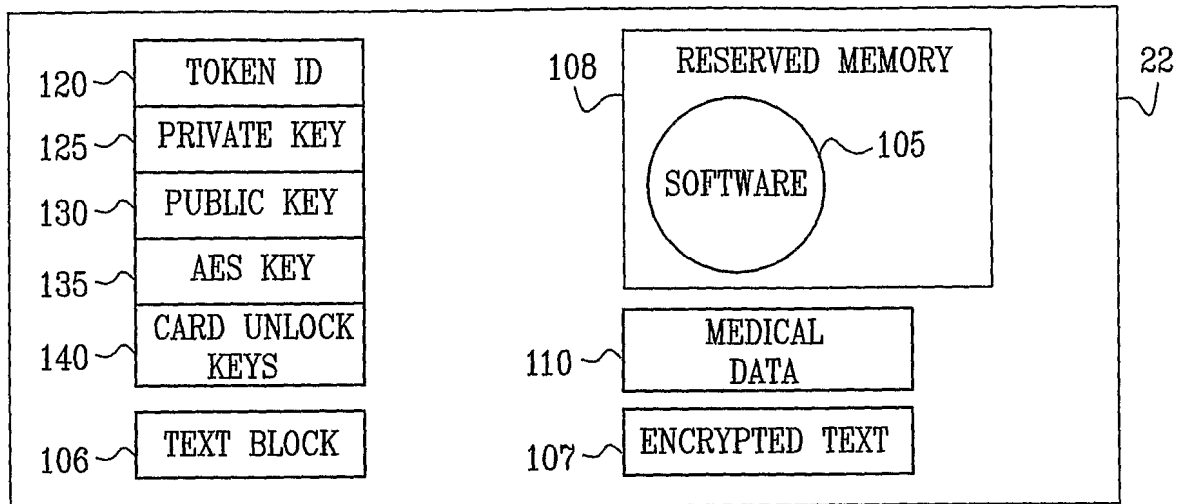 120
TOKEN ID
125
PRIVATE KEY
130
PUBLIC KEY
135
AES KEY
140
CARD UNLOCK
KEYS
106
TEXT BLOCK
108
RESERVED MEMORY
22
105
SOFTWARE
110
MEDICAL
DATA
107
ENCRYPTED TEXT